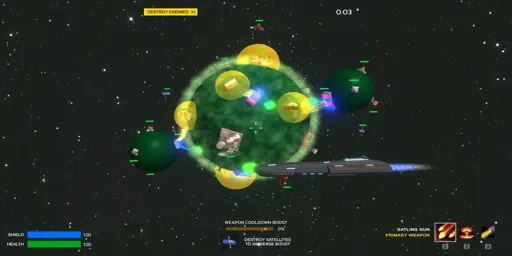 DESTROY ENEMIES:
0:03
WEAPON COOLDOWN BOOST
0%
DESTROY SATELLITES
TO INCREASE BOOST
SHIELD 100
HEALTH 100
GATLING GUN
PRIMARY WEAPON
1 2 3